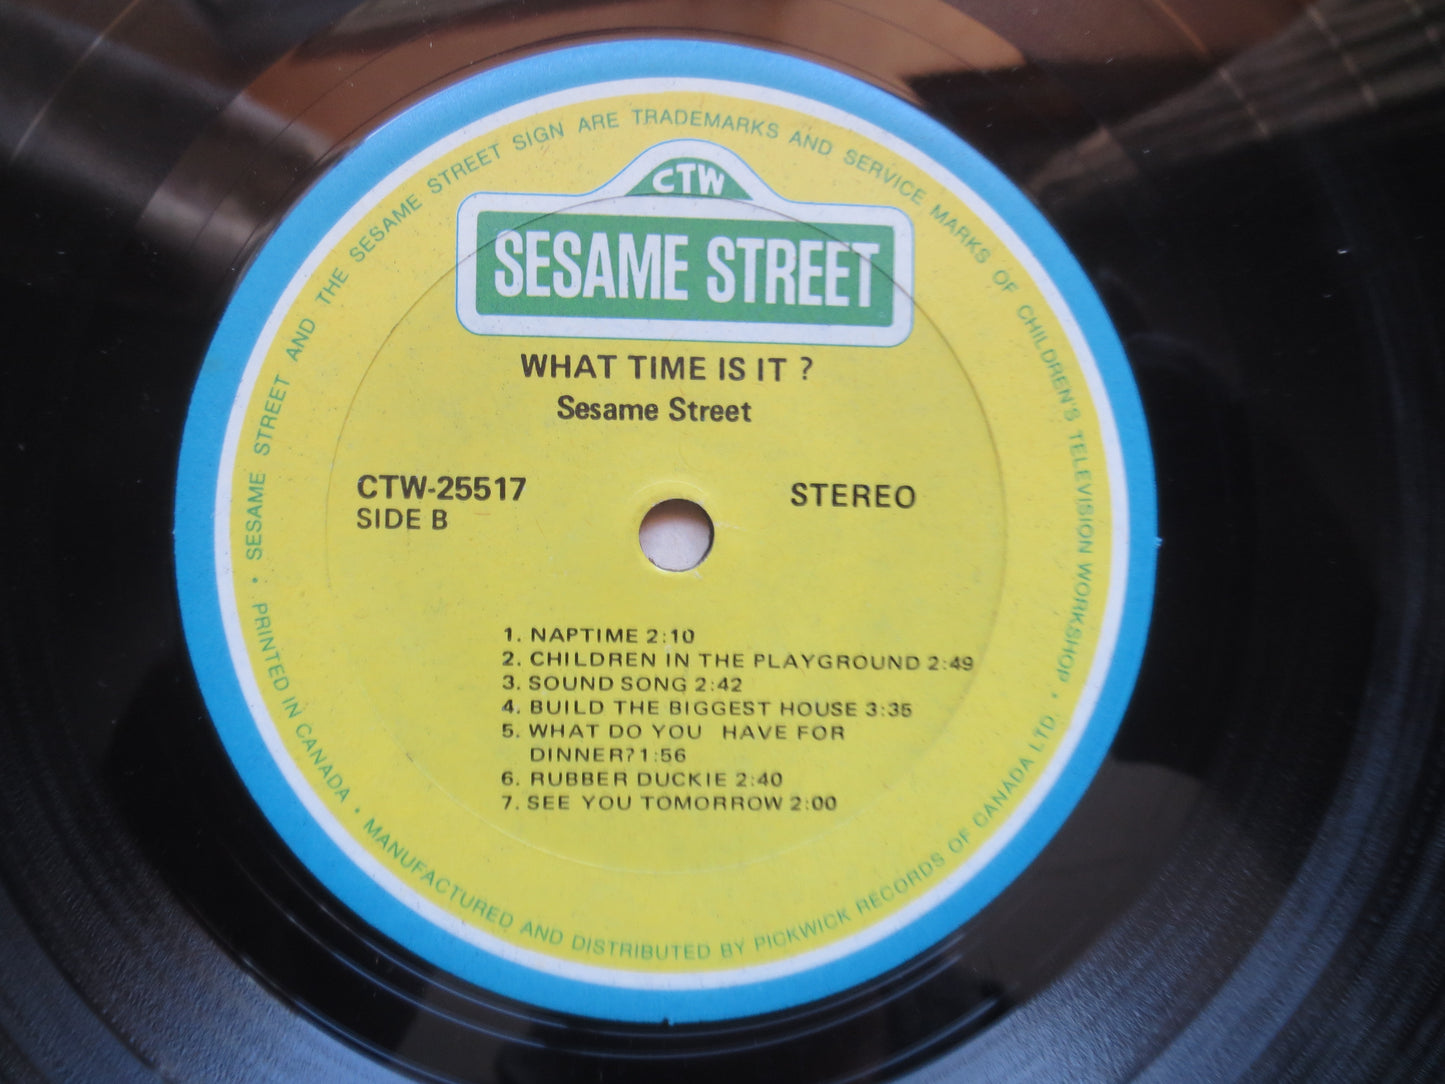 CTW
SESAME STREET
WHAT TIME IS IT ?
Sesame Street
CTW-25517
SIDE B
STEREO
1. NAPTIME 2:10
2. CHILDREN IN THE PLAYGROUND 2:49
3. SOUND SONG 2:42
4. BUILD THE BIGGEST HOUSE 3:35
5. WHAT DO YOU HAVE FOR
DINNER? 1:56
6. RUBBER DUCKIE 2:40
7. SEE YOU TOMORROW 2:00
SESAME STREET AND THE SESAME STREET SIGN ARE TRADEMARKS AND SERVICE MARKS OF CHILDREN'S TELEVISION WORKSHOP •
PRINTED IN CANADA • MANUFACTURED AND DISTRIBUTED BY PICKWICK RECORDS OF CANADA LTD.